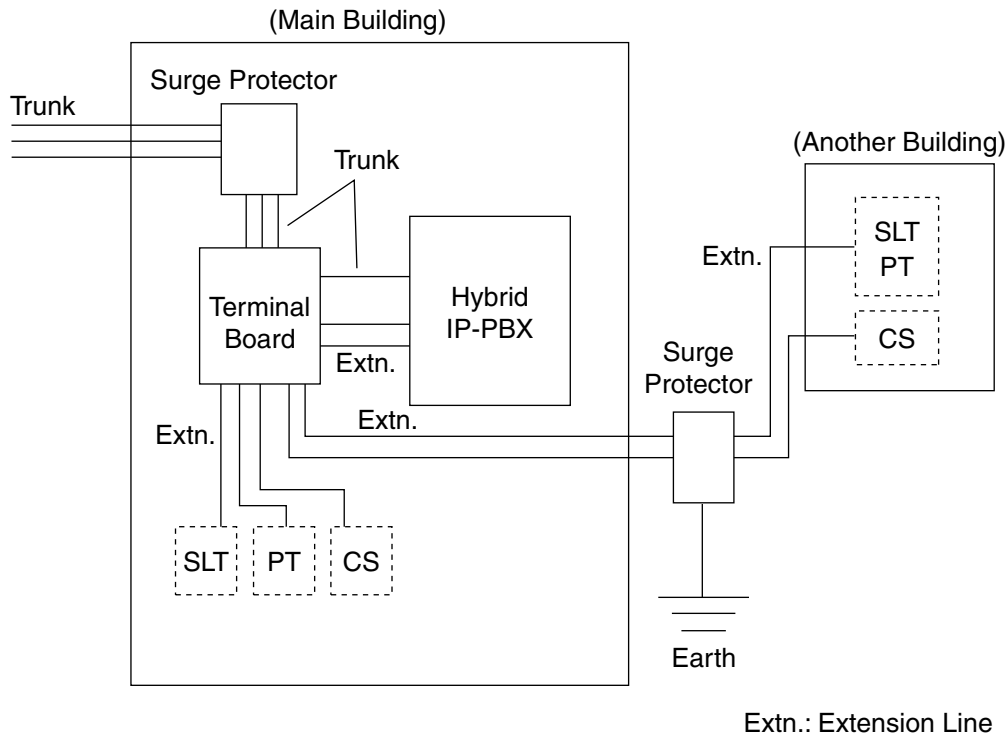 (Main Building)
Surge Protector
Trunk
Trunk
(Another Building)
SLT
PT
Extn.
Terminal
Board
Hybrid
IP-PBX
CS
Surge
Protector
Extn.
Extn.
Extn.
SLT
PT
CS
Earth
Extn.: Extension Line